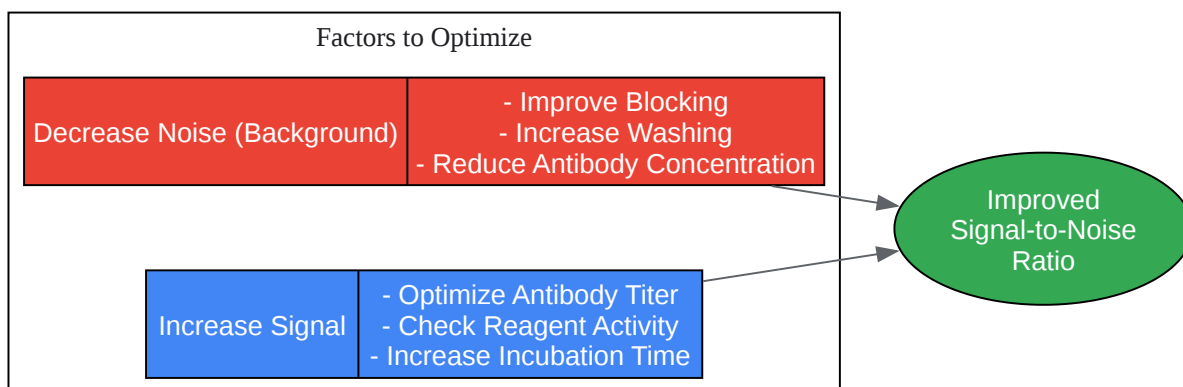 Factors to Optimize
Decrease Noise (Background)
- Improve Blocking
- Increase Washing
- Reduce Antibody Concentration
Increase Signal
- Optimize Antibody Titer
- Check Reagent Activity
- Increase Incubation Time
Improved
Signal-to-Noise
Ratio